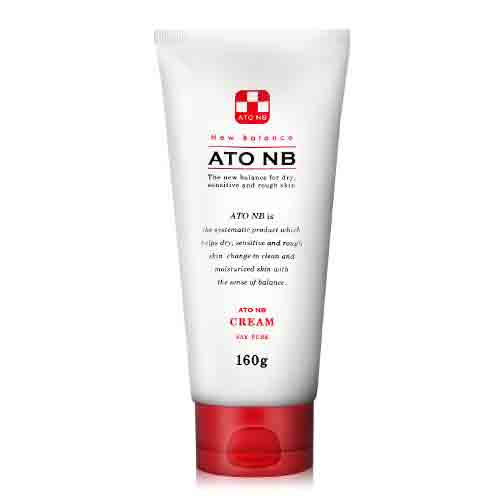 ATO NB
New balance
ATO NB
The new balance for dry,
sensitive and rough skin
ATO NB is
the systematic product which
helps dry, sensitive and rough
skin change to clean and
moisturized skin with
the sense of balance.
ATO NB
CREAM
SAY PURE
160g